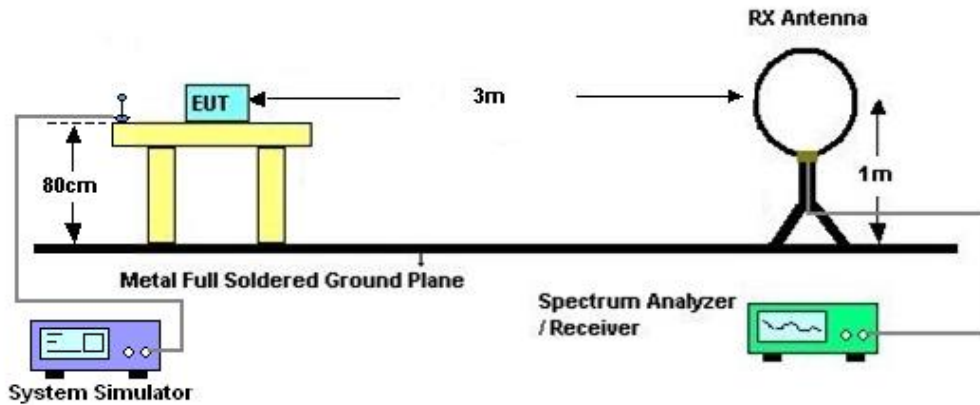 RX Antenna
EUT
3m
80cm
1m
Metal Full Soldered Ground Plane
Spectrum Analyzer
/ Receiver
System Simulator